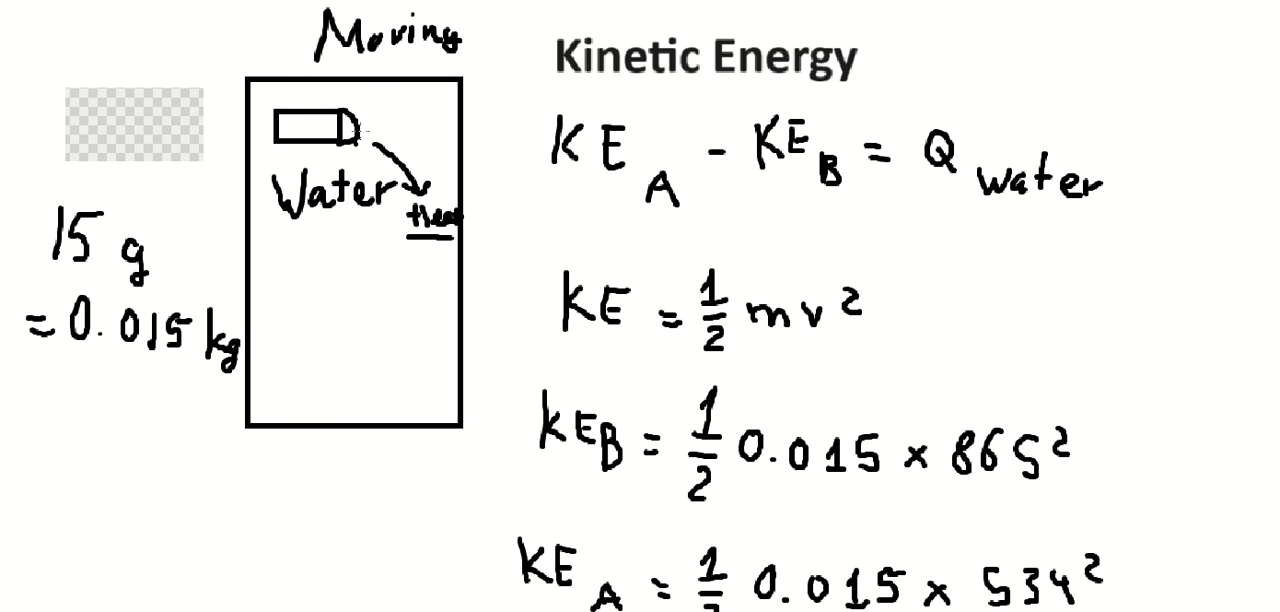 Moving
Kinetic Energy
KE A - KE B = Q water
Water
Heat
15 g
= 0.015 kg
KE = 1/2 mv²
KE B = 1/2 0.015 × 865²
KE A = 1/2 0.015 × 534²